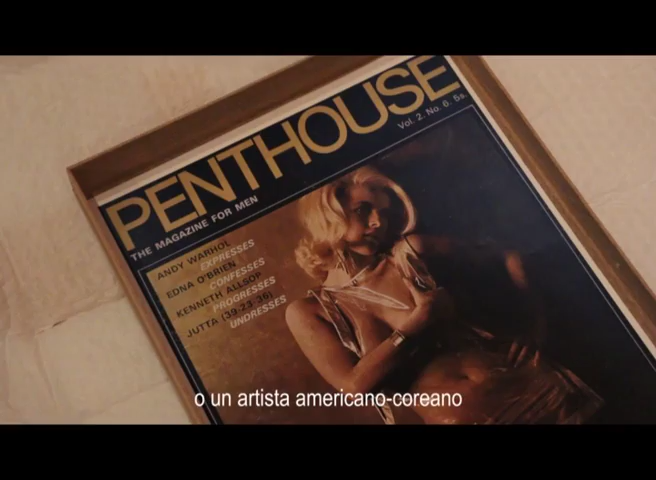 PENTHOUSE
Vol. 2. No. 6. 5s.
THE MAGAZINE FOR MEN
ANDY WARHOL
EXPRESSES
EDNA O'BRIEN
CONFESSES
KENNETH ALLSOP
PROGRESSES
JUTTA (39:23:36)
UNDRESSES
o un artista americano-coreano